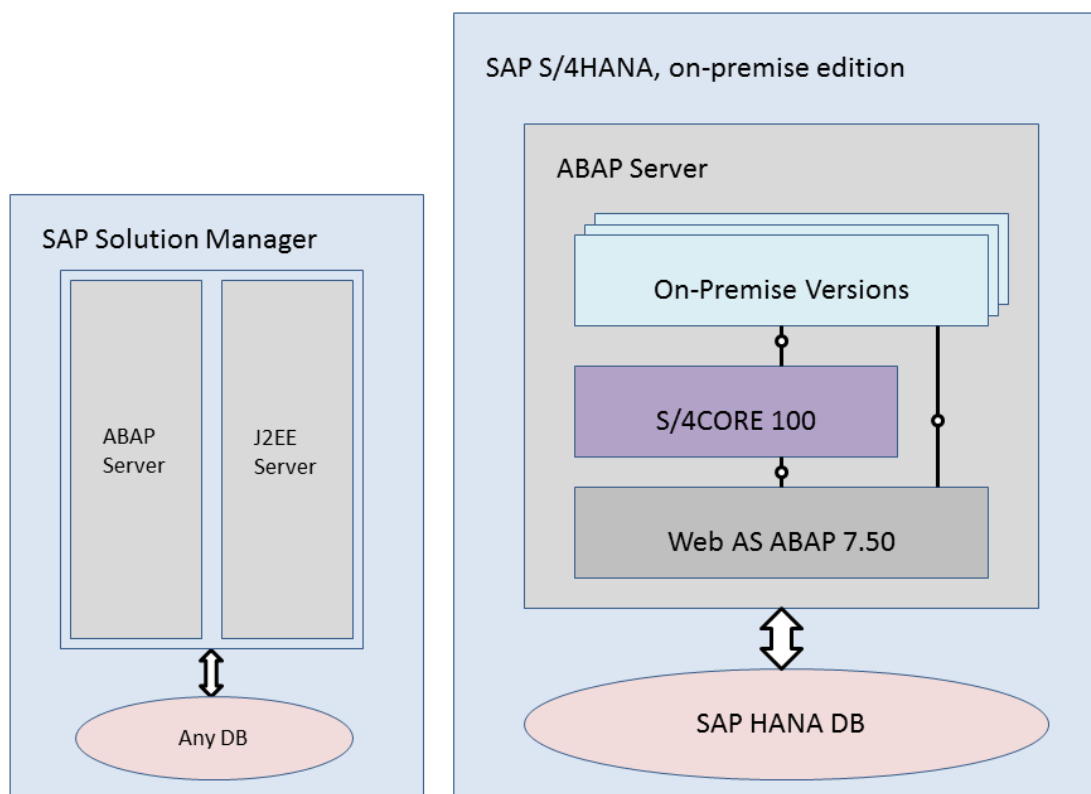 SAP Solution Manager
ABAP
Server
J2EE
Server
Any DB
SAP S/4HANA, on-premise edition
ABAP Server
On-Premise Versions
S/4CORE 100
Web AS ABAP 7.50
SAP HANA DB